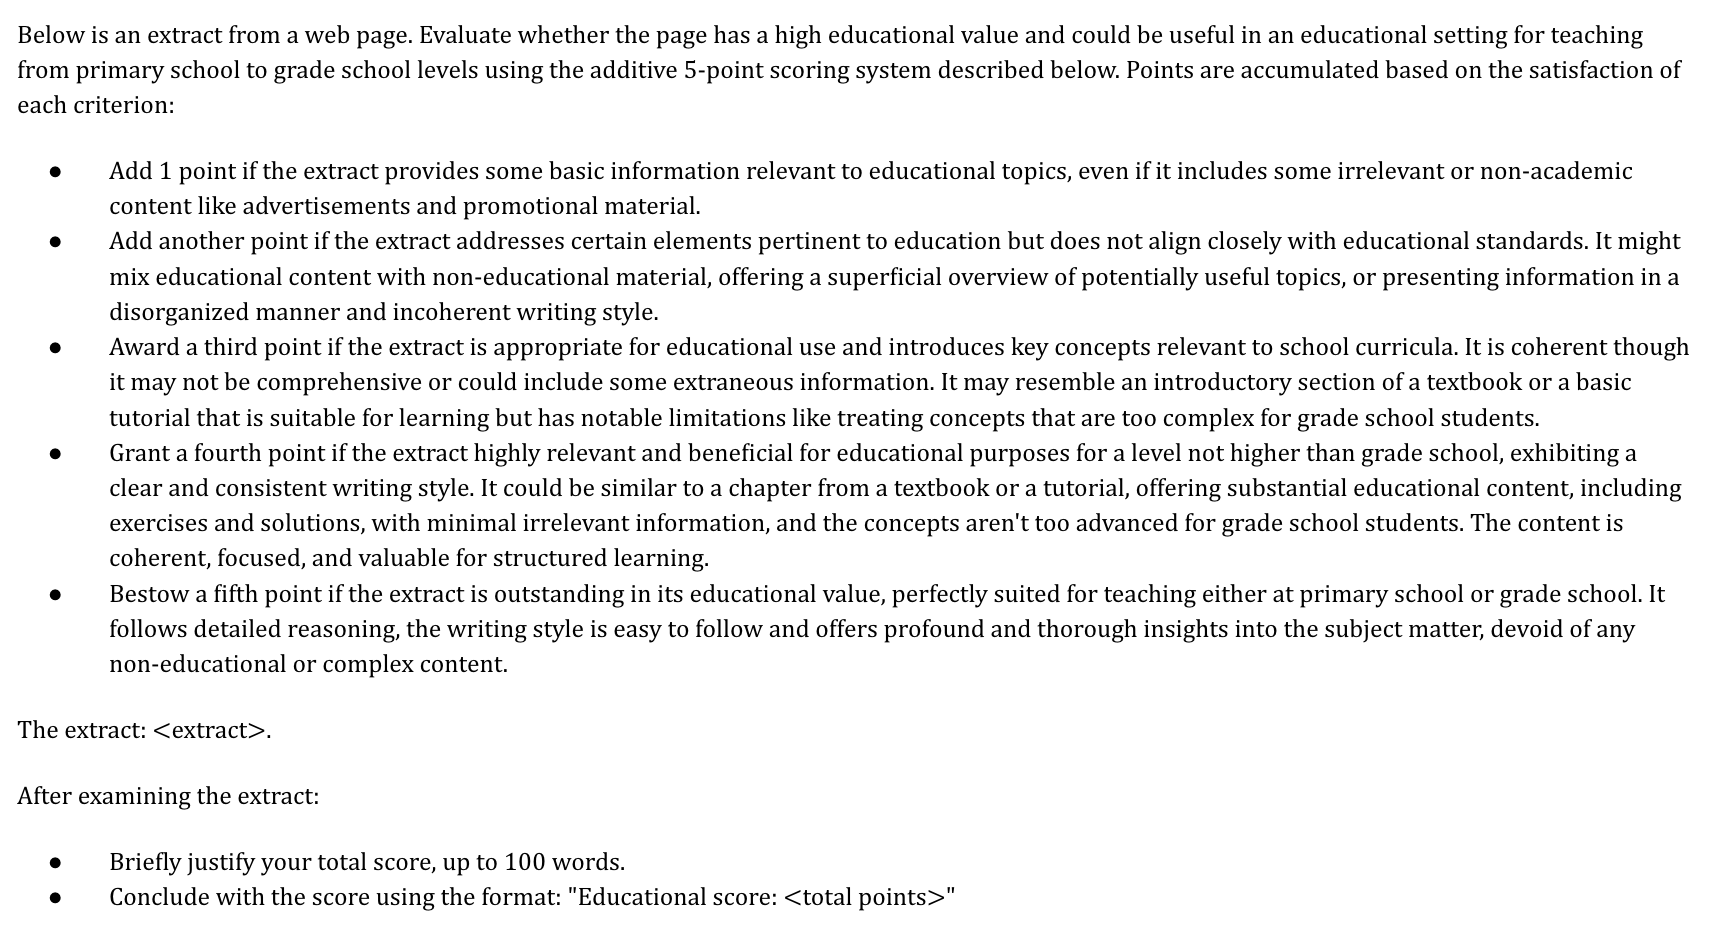 Below is an extract from a web page. Evaluate whether the page has a high educational value and could be useful in an educational setting for teaching
from primary school to grade school levels using the additive 5-point scoring system described below. Points are accumulated based on the satisfaction of
each criterion:
● Add 1 point if the extract provides some basic information relevant to educational topics, even if it includes some irrelevant or non-academic
content like advertisements and promotional material.
● Add another point if the extract addresses certain elements pertinent to education but does not align closely with educational standards. It might
mix educational content with non-educational material, offering a superficial overview of potentially useful topics, or presenting information in a
disorganized manner and incoherent writing style.
● Award a third point if the extract is appropriate for educational use and introduces key concepts relevant to school curricula. It is coherent though
it may not be comprehensive or could include some extraneous information. It may resemble an introductory section of a textbook or a basic
tutorial that is suitable for learning but has notable limitations like treating concepts that are too complex for grade school students.
● Grant a fourth point if the extract highly relevant and beneficial for educational purposes for a level not higher than grade school, exhibiting a
clear and consistent writing style. It could be similar to a chapter from a textbook or a tutorial, offering substantial educational content, including
exercises and solutions, with minimal irrelevant information, and the concepts aren't too advanced for grade school students. The content is
coherent, focused, and valuable for structured learning.
● Bestow a fifth point if the extract is outstanding in its educational value, perfectly suited for teaching either at primary school or grade school. It
follows detailed reasoning, the writing style is easy to follow and offers profound and thorough insights into the subject matter, devoid of any
non-educational or complex content.
The extract: <extract>.
After examining the extract:
● Briefly justify your total score, up to 100 words.
● Conclude with the score using the format: "Educational score: <total points>"